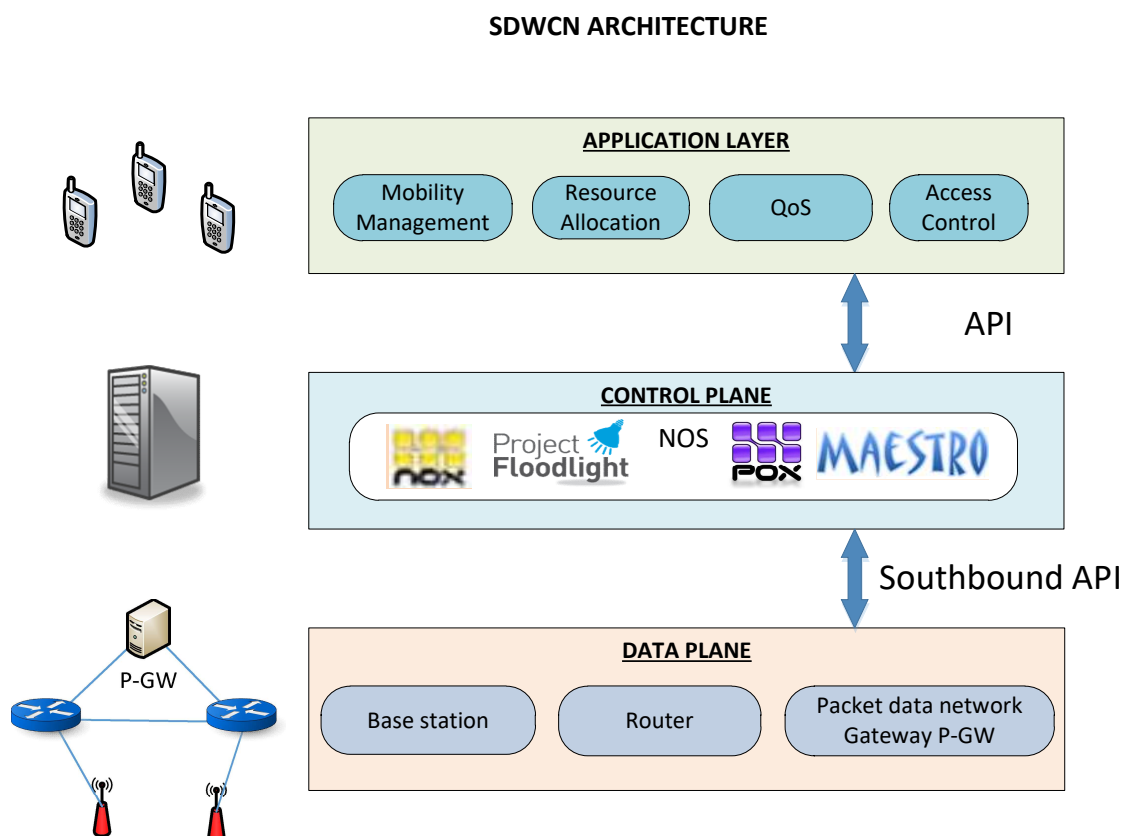 SDWCN ARCHITECTURE
APPLICATION LAYER
Mobility
Management
Resource
Allocation
QoS
Access
Control
API
CONTROL PLANE
nox
Project
Floodlight
NOS
POX
MAESTRO
Southbound API
DATA PLANE
P-GW
Base station
Router
Packet data network
Gateway P-GW